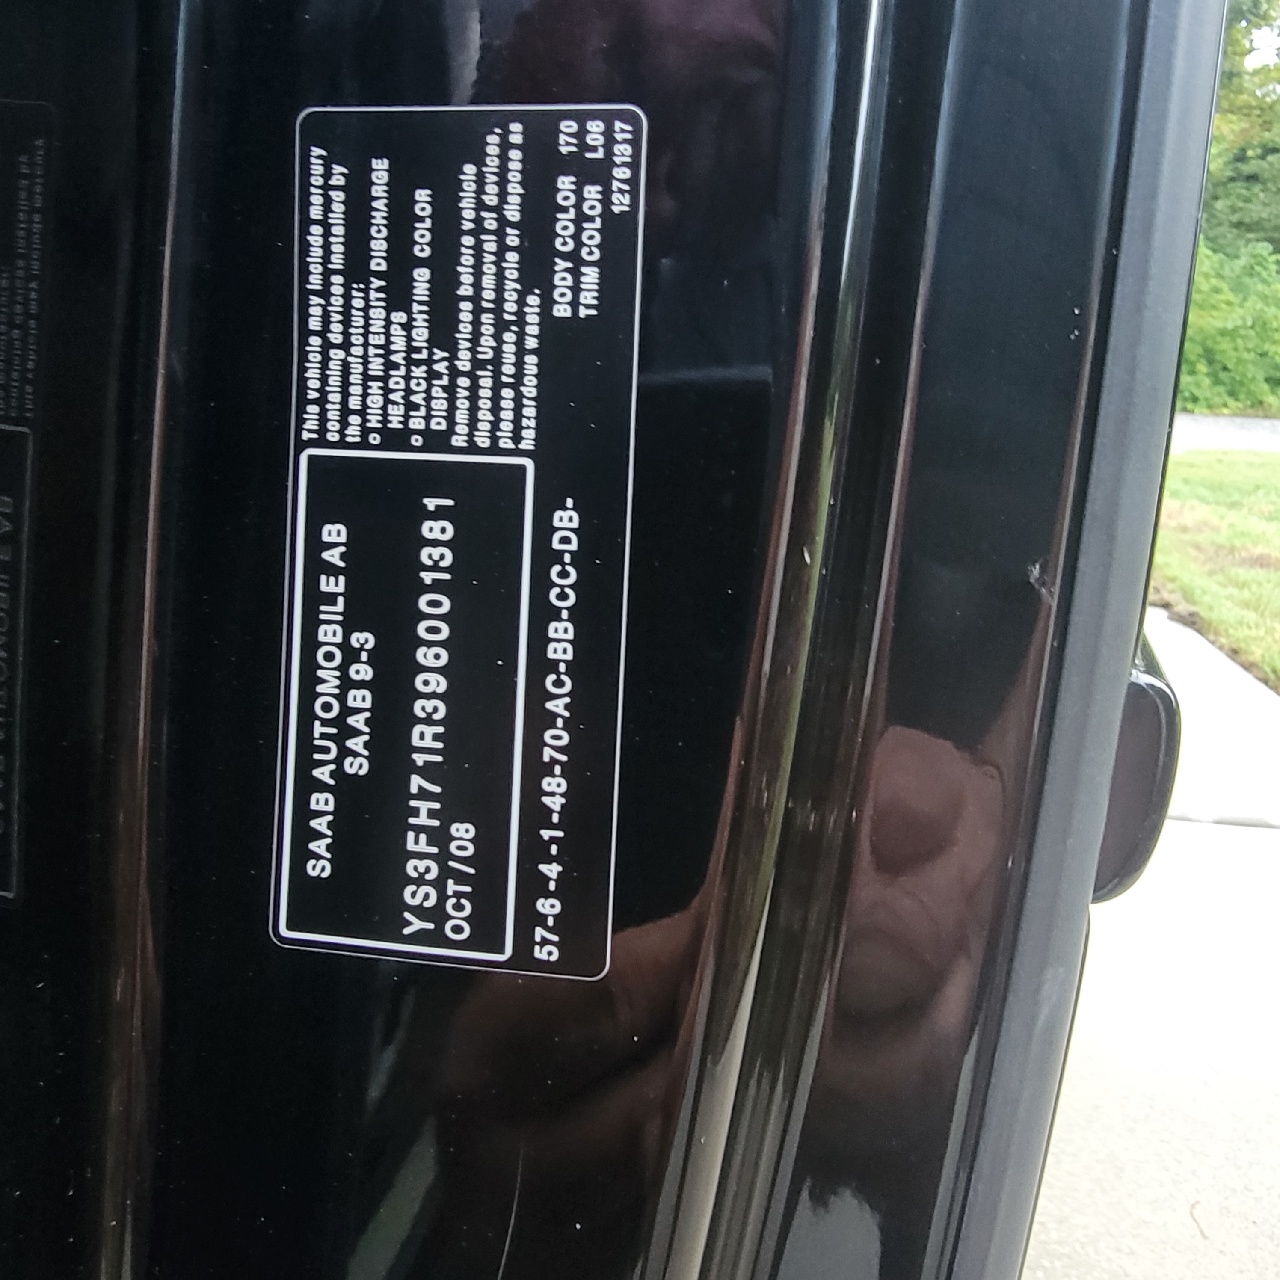 SAAB AUTOMOBILE AB
SAAB 9-3
YS3FH71R396001381
OCT/08
This vehicle may include mercury
containing devices installed by
the manufacturer:
o HIGH INTENSITY DISCHARGE
HEADLAMPS
o BLACK LIGHTING COLOR
DISPLAY
Remove devices before vehicle
disposal. Upon removal of devices,
please reuse, recycle or dispose as
hazardous waste.
57-6-4-1-48-70-AC-BB-CC-DB-
BODY COLOR 170
TRIM COLOR L06
12761317